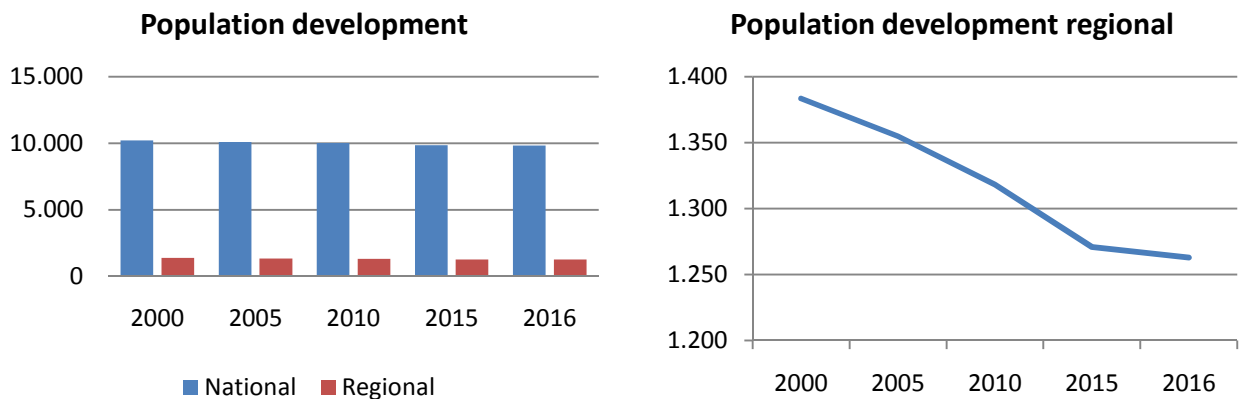 Population development
15.000
10.000
5.000
0
2000 2005 2010 2015 2016
National Regional
Population development regional
1.400
1.350
1.300
1.250
1.200
2000 2005 2010 2015 2016